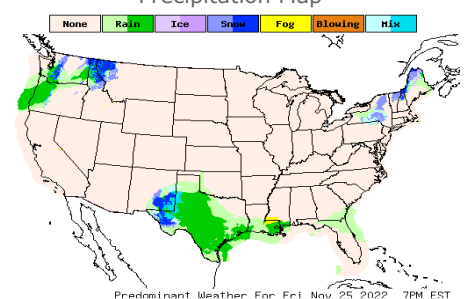 Precipitation Map
None Rain Ice Snow Fog Blowing Mix
Predominant Weather For Fri Nov 25 2022 7PM EST